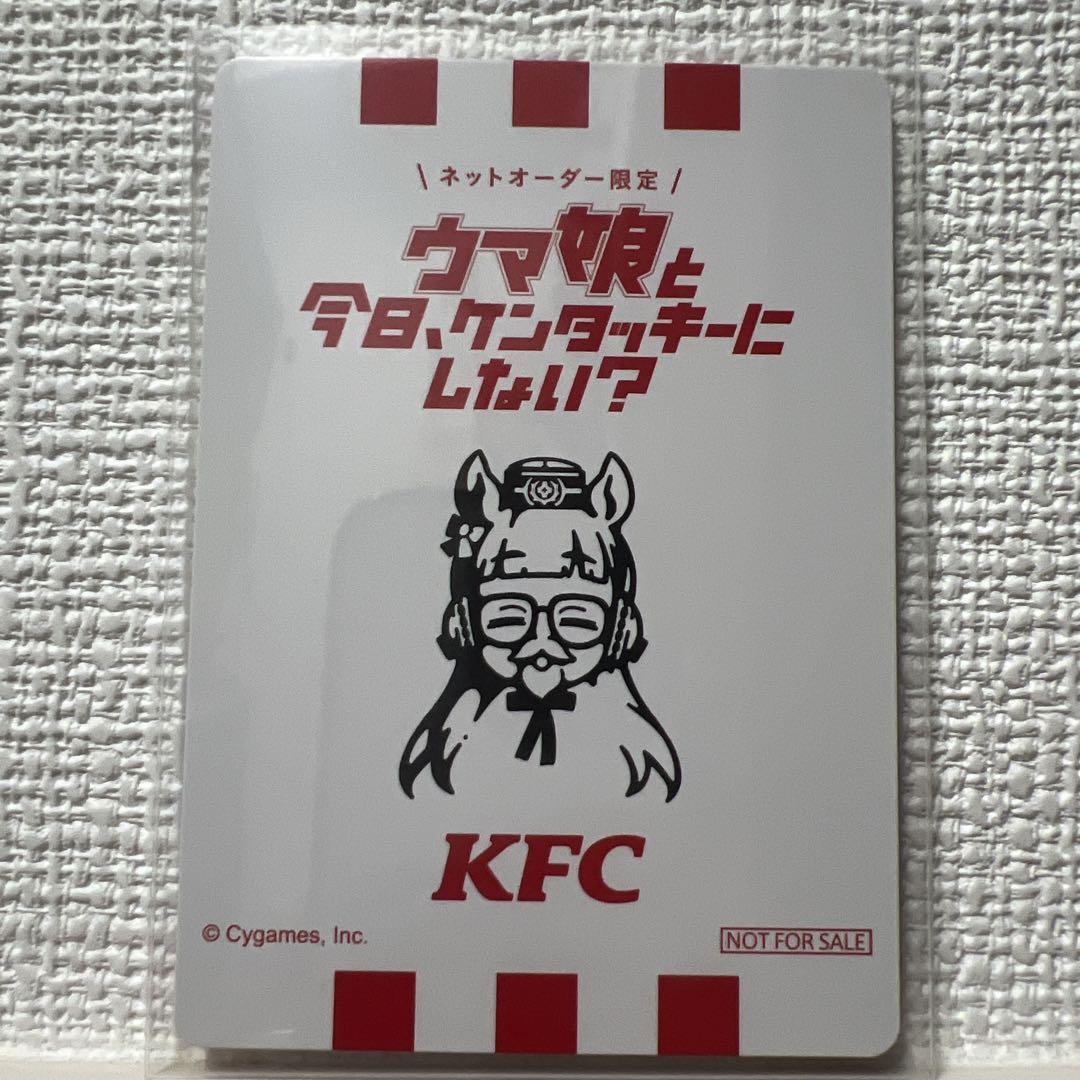 \ ネットオーダー限定 /
ウマ娘と
今日、ケンタッキーに
しない?
KFC
© Cygames, Inc.
NOT FOR SALE